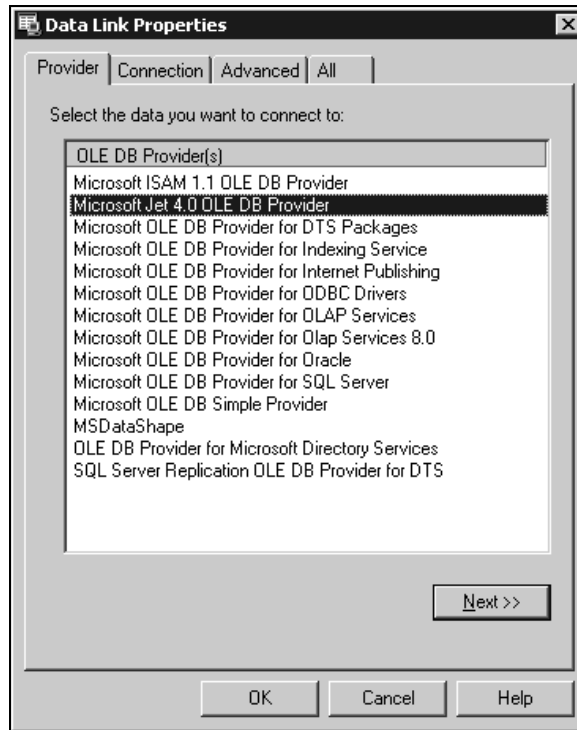 Data Link Properties
Provider Connection Advanced All
Select the data you want to connect to:
OLE DB Provider(s)
Microsoft ISAM 1.1 OLE DB Provider
Microsoft Jet 4.0 OLE DB Provider
Microsoft OLE DB Provider for DTS Packages
Microsoft OLE DB Provider for Indexing Service
Microsoft OLE DB Provider for Internet Publishing
Microsoft OLE DB Provider for ODBC Drivers
Microsoft OLE DB Provider for OLAP Services
Microsoft OLE DB Provider for Olap Services 8.0
Microsoft OLE DB Provider for Oracle
Microsoft OLE DB Provider for SQL Server
Microsoft OLE DB Simple Provider
MSDataShape
OLE DB Provider for Microsoft Directory Services
SQL Server Replication OLE DB Provider for DTS
Next >>
OK Cancel Help